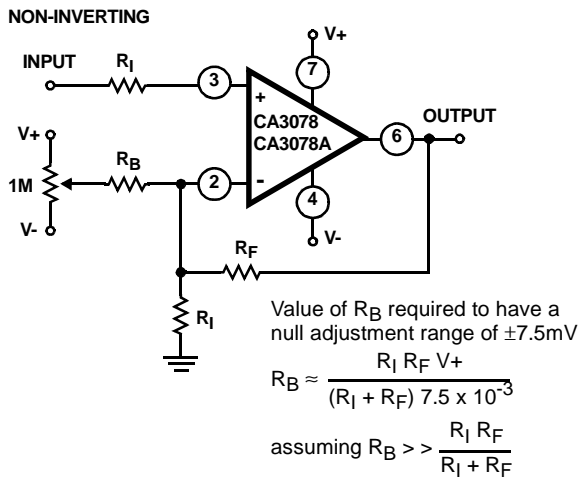 NON-INVERTING
INPUT
R_I
3
V+
7
OUTPUT
+
CA3078
CA3078A
6
V+
1M
V-
R_B
2
-
4
V-
R_F
R_I
Value of R_B required to have a
null adjustment range of ±7.5mV
R_B ≈ R_I R_F V+ / (R_I + R_F) 7.5 x 10^-3
assuming R_B > > R_I R_F / R_I + R_F